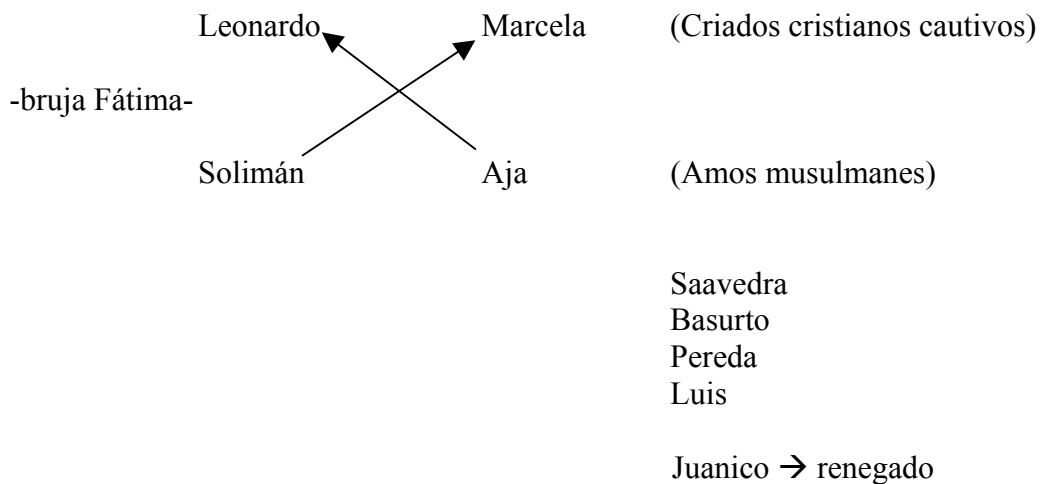 Leonardo Marcela (Criados cristianos cautivos)
-bruja Fátima-
Solimán Aja (Amos musulmanes)
Saavedra
Basurto
Pereda
Luis
Juanico → renegado